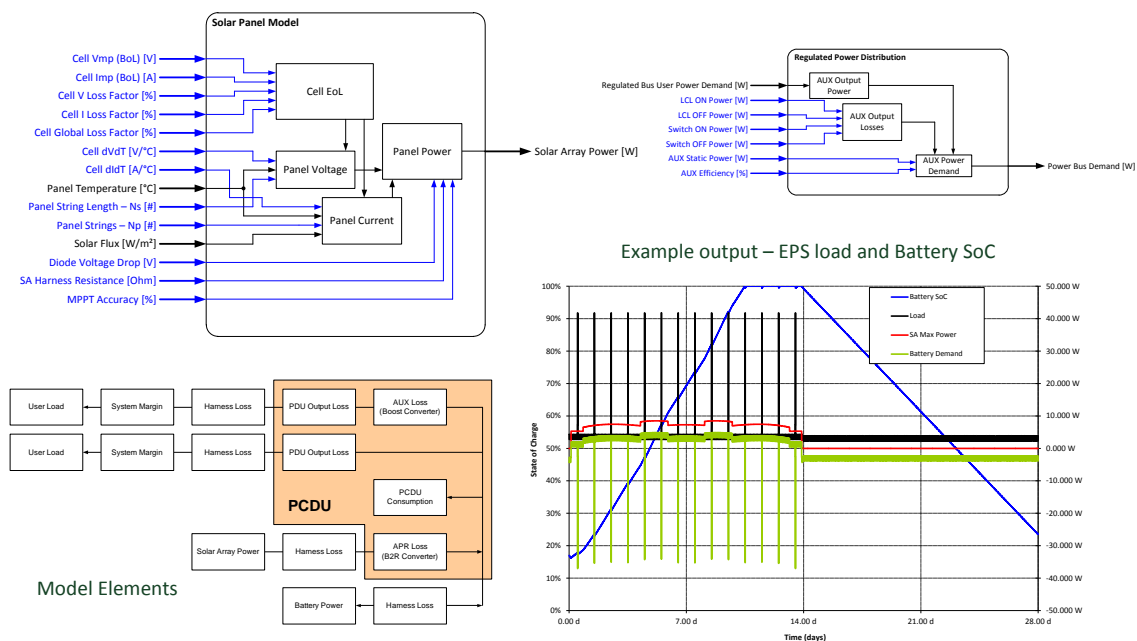 Solar Panel Model
Cell Vmp (BoL) [V]
Cell Imp (BoL) [A]
Cell V Loss Factor [%]
Cell I Loss Factor [%]
Cell Global Loss Factor [%]
Cell dVdT [V/°C]
Cell dIdT [A/°C]
Panel Temperature [°C]
Panel String Length – Ns [#]
Panel Strings – Np [#]
Solar Flux [W/m²]
Diode Voltage Drop [V]
SA Harness Resistance [Ohm]
MPPT Accuracy [%]
Cell EoL
Panel Voltage
Panel Current
Panel Power
Solar Array Power [W]
Regulated Power Distribution
Regulated Bus User Power Demand [W]
LCL ON Power [W]
LCL OFF Power [W]
Switch ON Power [W]
Switch OFF Power [W]
AUX Static Power [W]
AUX Efficiency [%]
AUX Output
Power
AUX Output
Losses
AUX Power
Demand
Power Bus Demand [W]
User Load
System Margin
Harness Loss
PDU Output Loss
AUX Loss
(Boost Converter)
User Load
System Margin
Harness Loss
PDU Output Loss
PCDU
Consumption
PCDU
Solar Array Power
Harness Loss
APR Loss
(B2R Converter)
Battery Power
Harness Loss
Model Elements
Example output – EPS load and Battery SoC
100%
90%
80%
70%
60%
50%
40%
30%
20%
10%
0%
State of Charge
Battery SoC
Load
SA Max Power
Battery Demand
50.000 W
40.000 W
30.000 W
20.000 W
10.000 W
0.000 W
-10.000 W
-20.000 W
-30.000 W
-40.000 W
-50.000 W
0.00 d
7.00 d
14.00 d
21.00 d
28.00 d
Time (days)